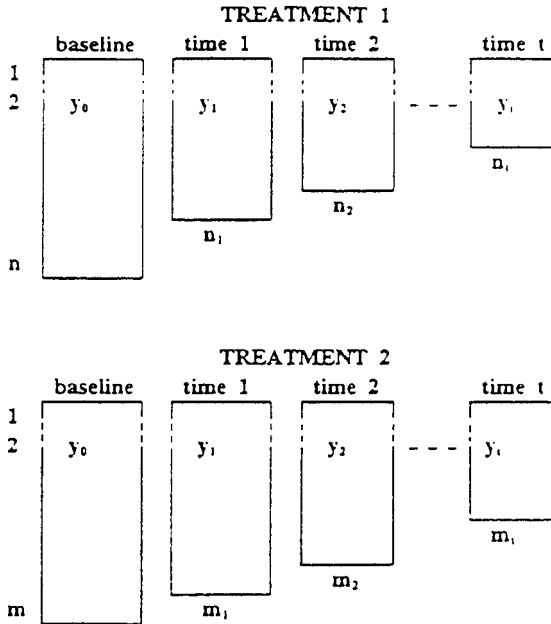 TREATMENT 1
baseline time 1 time 2 time t
1
2 y₀ y₁ y₂ yₜ
nₜ
n₂
n₁
n
TREATMENT 2
baseline time 1 time 2 time t
1
2 y₀ y₁ y₂ yₜ
mₜ
m₂
m₁
m